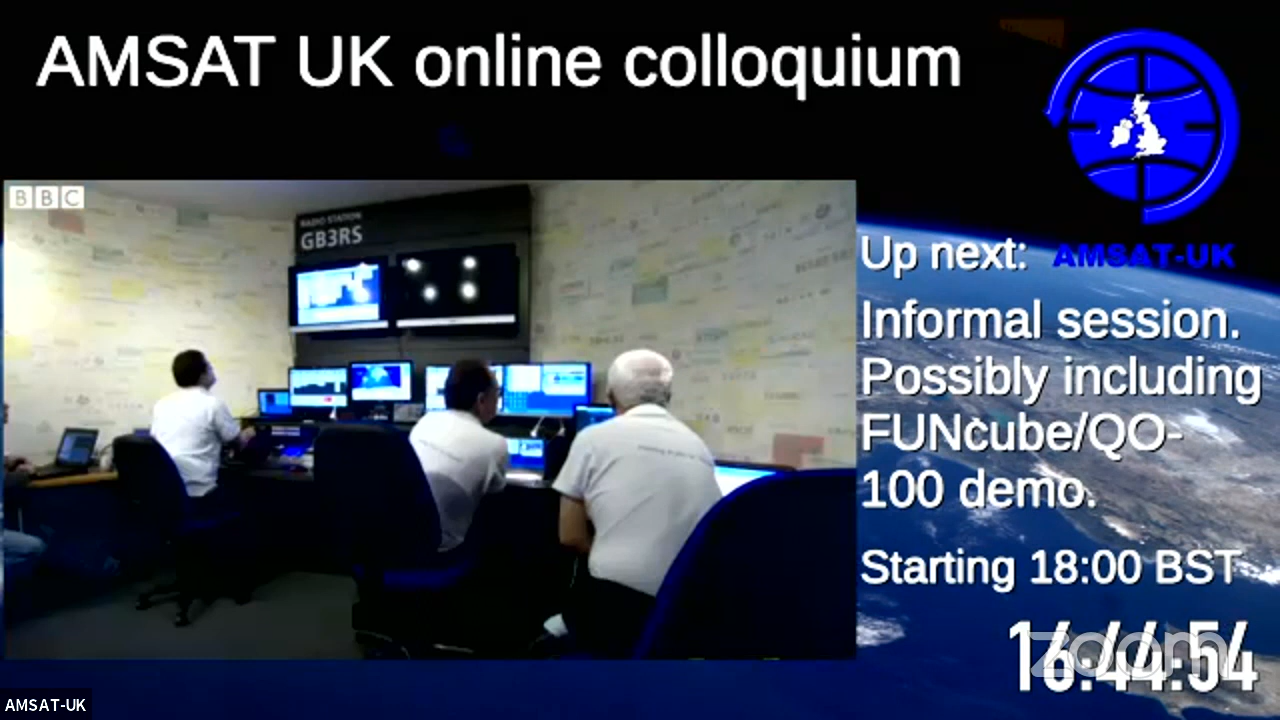 AMSAT UK online colloquium
BBC
RADIO STATION
GB3RS
AMSAT-UK
Up next:
Informal session.
Possibly including
FUNcube/QO-
100 demo.
Starting 18:00 BST
16:44:54
zoom
AMSAT-UK